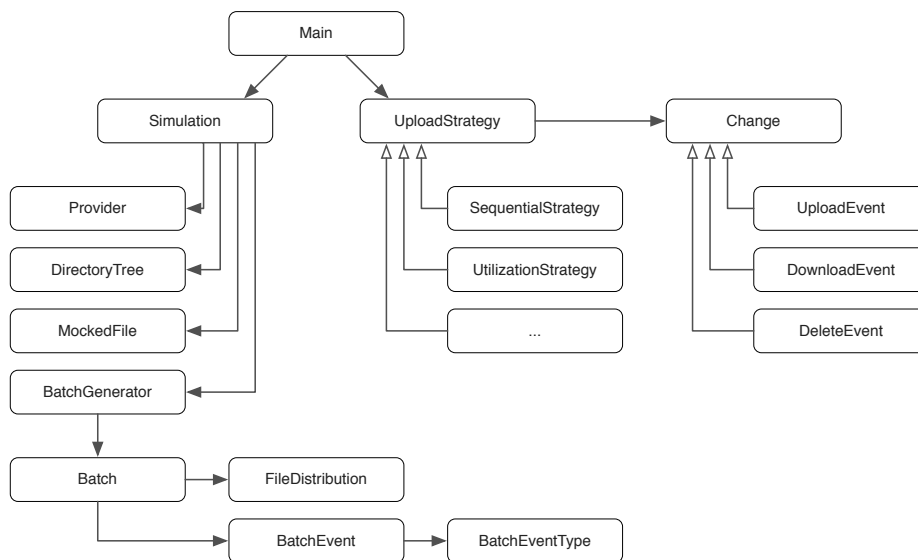 Main
Simulation
UploadStrategy
Change
Provider
SequentialStrategy
UploadEvent
DirectoryTree
UtilizationStrategy
DownloadEvent
MockedFile
...
DeleteEvent
BatchGenerator
Batch
FileDistribution
BatchEvent
BatchEventType